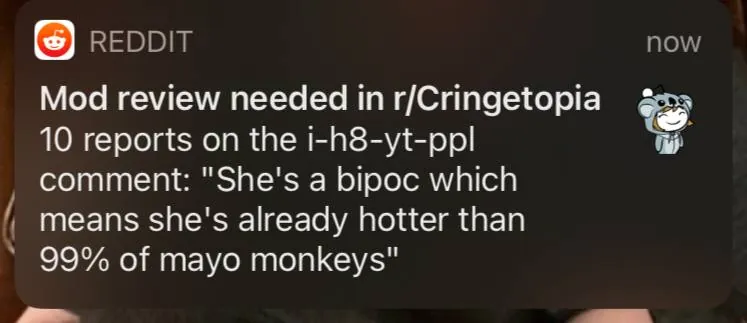 REDDIT
now
Mod review needed in r/Cringetopia
10 reports on the i-h8-yt-ppl
comment: "She's a bipoc which
means she's already hotter than
99% of mayo monkeys"